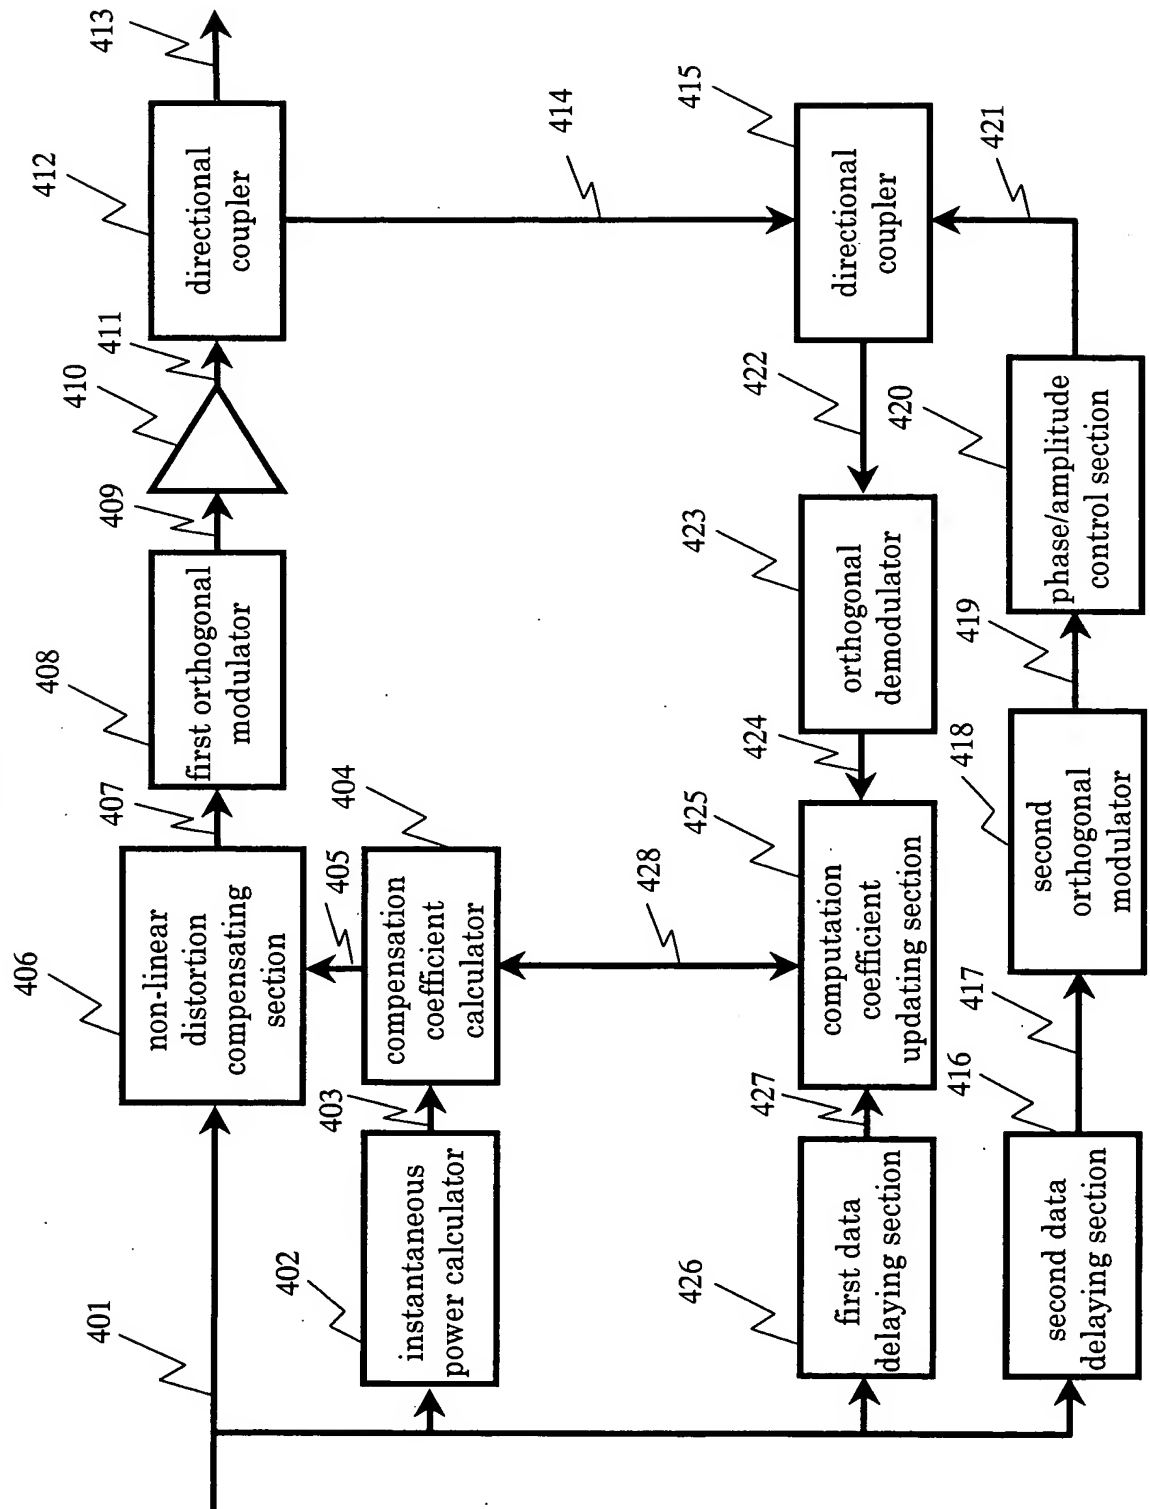 401
406
non-linear
distortion
compensating
section
407
408
first orthogonal
modulator
409
410
411
412
directional
coupler
413
402
instantaneous
power calculator
403
404
compensation
coefficient
calculator
405
428
414
426
first data
delaying section
427
425
computation
coefficient
updating section
424
423
orthogonal
demodulator
422
415
directional
coupler
416
second data
delaying section
417
418
second
orthogonal
modulator
419
420
phase/amplitude
control section
421